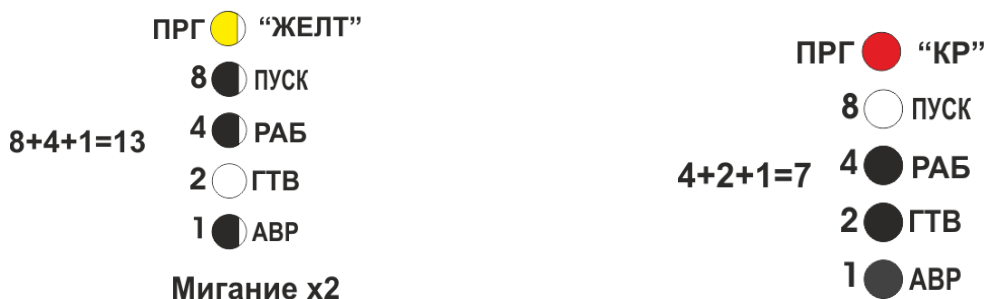 ПРГ “ЖЕЛТ”
8 ПУСК
4 РАБ
8+4+1=13
2 ГТВ
1 АВР
Мигание x2
ПРГ “КР”
8 ПУСК
4 РАБ
4+2+1=7
2 ГТВ
1 АВР